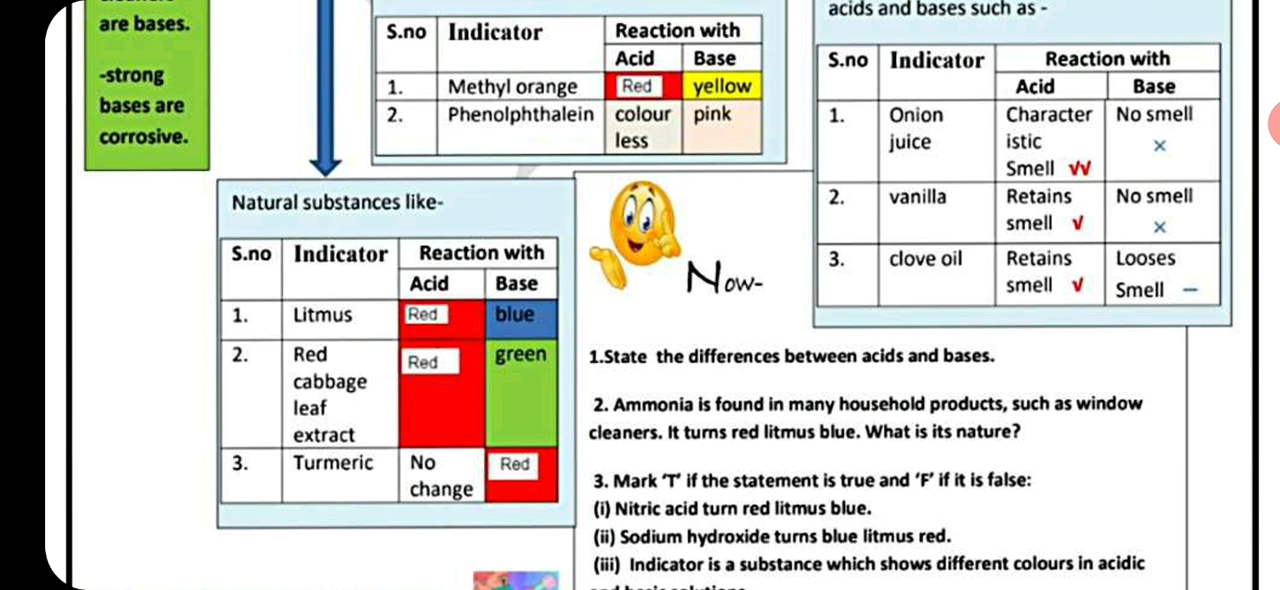 are bases.
-strong
bases are
corrosive.
S.no Indicator Reaction with
Acid Base
1. Methyl orange Red yellow
2. Phenolphthalein colour pink
less
acids and bases such as -
S.no Indicator Reaction with
Acid Base
1. Onion Character No smell
juice istic ×
Smell √√
2. vanilla Retains No smell
smell √ ×
3. clove oil Retains Looses
smell √ Smell –
Natural substances like-
S.no Indicator Reaction with
Acid Base
1. Litmus Red blue
2. Red Red green
cabbage
leaf
extract
3. Turmeric No Red
change
Now-
1.State the differences between acids and bases.
2. Ammonia is found in many household products, such as window
cleaners. It turns red litmus blue. What is its nature?
3. Mark ‘T’ if the statement is true and ‘F’ if it is false:
(i) Nitric acid turn red litmus blue.
(ii) Sodium hydroxide turns blue litmus red.
(iii) Indicator is a substance which shows different colours in acidic